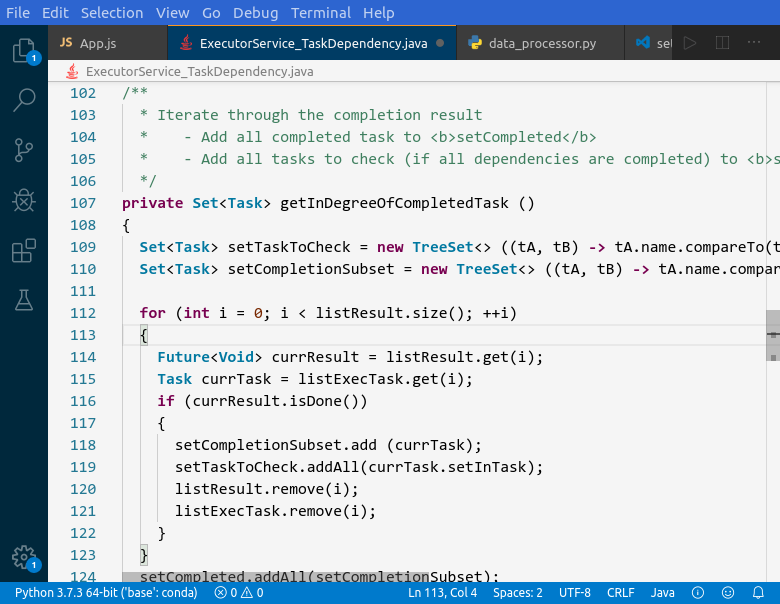 File Edit Selection View Go Debug Terminal Help
JS App.js ExecutorService_TaskDependency.java data_processor.py
ExecutorService_TaskDependency.java
102 /**
103 * Iterate through the completion result
104 * - Add all completed task to <b>setCompleted</b>
105 * - Add all tasks to check (if all dependencies are completed) to <b>s
106 */
107 private Set<Task> getInDegreeOfCompletedTask ()
108 {
109 Set<Task> setTaskToCheck = new TreeSet<> ((tA, tB) -> tA.name.compareTo(t
110 Set<Task> setCompletionSubset = new TreeSet<> ((tA, tB) -> tA.name.compar
111
112 for (int i = 0; i < listResult.size(); ++i)
113 {
114 Future<Void> currResult = listResult.get(i);
115 Task currTask = listExecTask.get(i);
116 if (currResult.isDone())
117 {
118 setCompletionSubset.add (currTask);
119 setTaskToCheck.addAll(currTask.setInTask);
120 listResult.remove(i);
121 listExecTask.remove(i);
122 }
123 }
124 setCompleted.addAll(setCompletionSubset);
1
1
Python 3.7.3 64-bit ('base': conda) 0 0 Ln 113, Col 4 Spaces: 2 UTF-8 CRLF Java